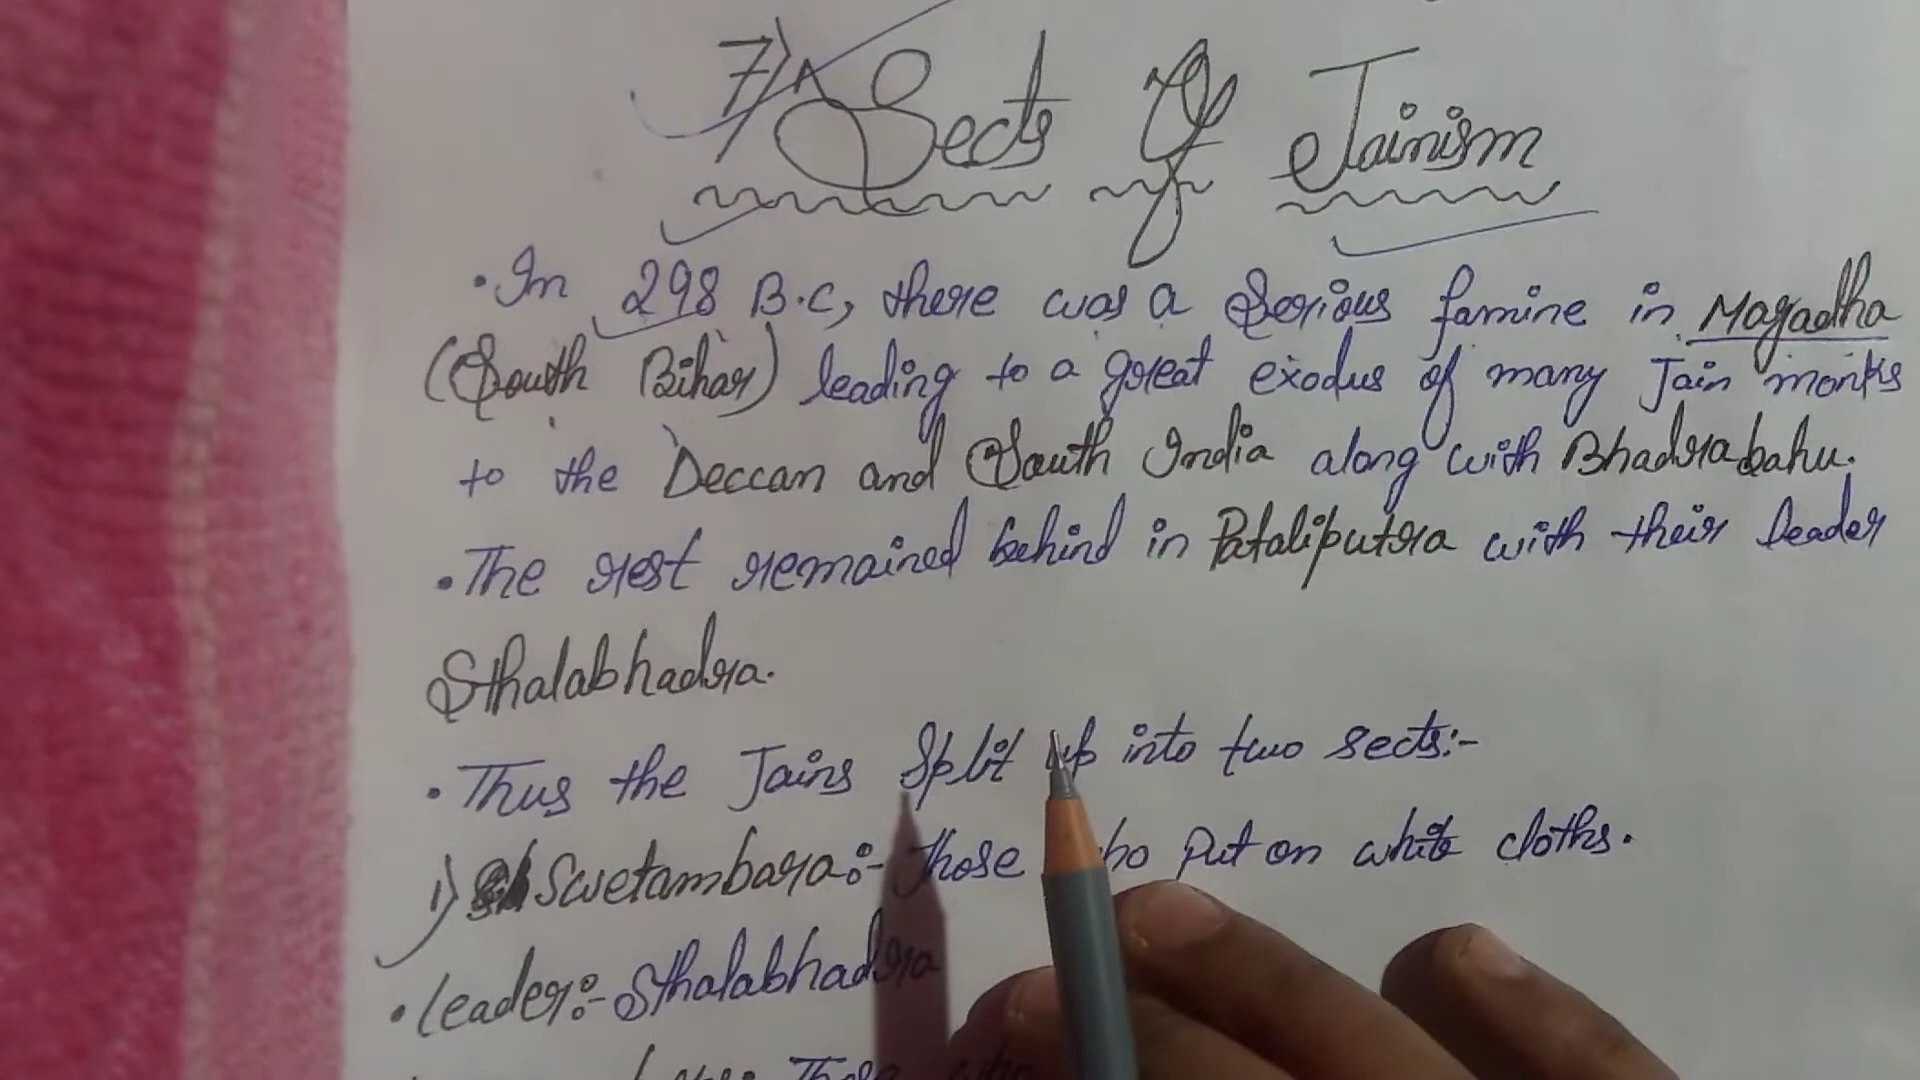 7) Sects Of Jainism
• In 298 B.C, there was a Serious famine in Magadha
(South Bihar) leading to a great exodus of many Jain monks
to the Deccan and South India along with Bhadrabahu.
• The rest remained behind in Pataliputra with their leader
Sthalabhadra.
• Thus the Jains Split up into two sects:-
1) Swetambara:- Those who Put on white cloths.
• Leader:- Sthalabhadra
Those who